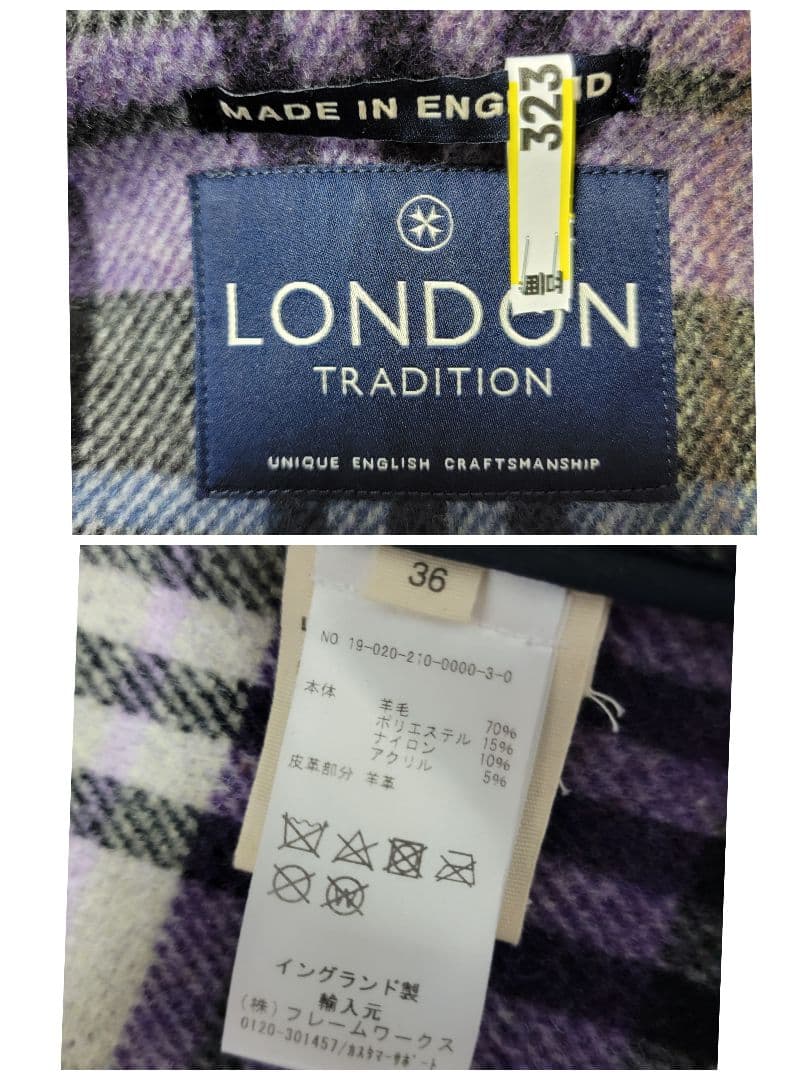 MADE IN ENGLAND
323
LONDON
TRADITION
UNIQUE ENGLISH CRAFTSMANSHIP
36
NO 19-020-210-0000-3-0
本体 羊毛 70%
ポリエステル 15%
ナイロン 10%
アクリル 5%
皮革部分 羊革
イングランド製
輸入元
(株)フレームワークス
0120-301457/カスタマーサポート